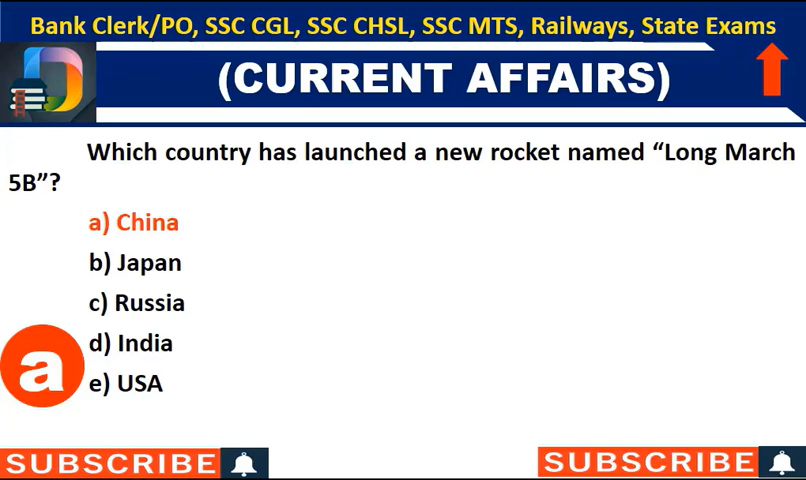 Bank Clerk/PO, SSC CGL, SSC CHSL, SSC MTS, Railways, State Exams
(CURRENT AFFAIRS)
Which country has launched a new rocket named “Long March
5B”?
a) China
b) Japan
c) Russia
d) India
e) USA
a
SUBSCRIBE
SUBSCRIBE